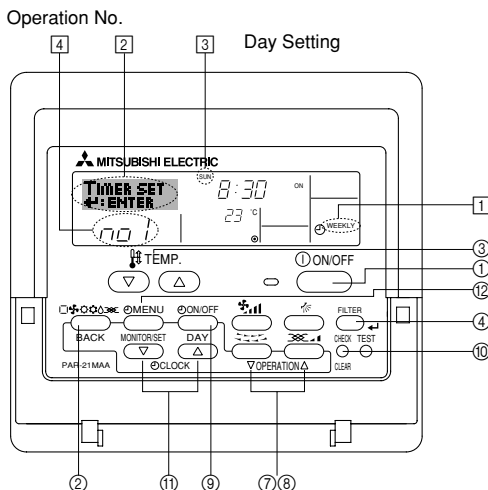 Operation No.
4 2 3 Day Setting
MITSUBISHI ELECTRIC
SUN
TIMER SET
↵:ENTER
8:30 ON
23 °C
WEEKLY
1
no 1
TEMP.
ON/OFF
③
①
⑫
MENU ON/OFF FILTER
④
BACK MONITOR/SET DAY CHECK TEST
⑩
PAR-21MAA CLOCK ▽OPERATION△ CLEAR
② ⑪ ⑨ ⑦⑧